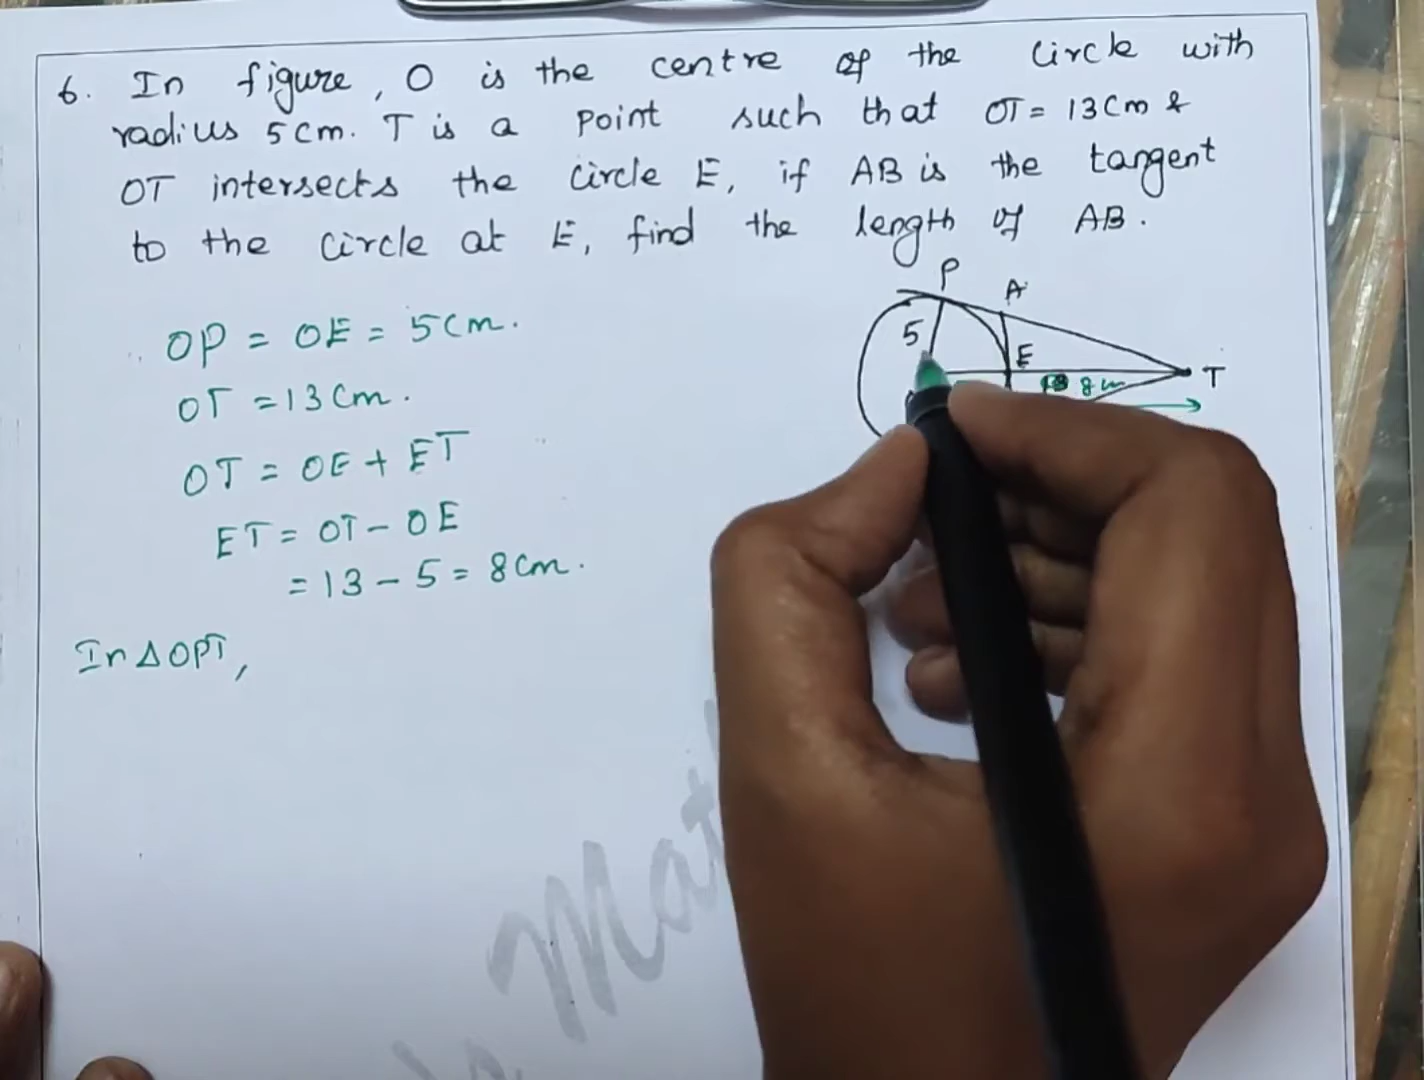 6. In figure, O is the centre of the circle with
radius 5cm. T is a point such that OT = 13cm &
OT intersects the circle E, if AB is the tangent
to the circle at E, find the length of AB.
P
A
5
E
8cm
T
OP = OE = 5cm.
OT = 13cm.
OT = OE + ET
ET = OT - OE
= 13 - 5 = 8cm.
In △OPT,